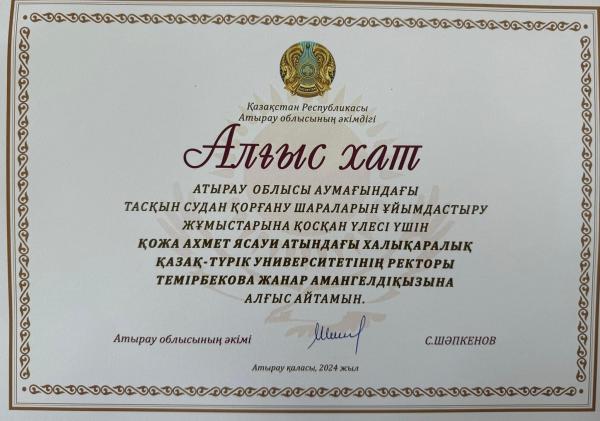 Қазақстан Республикасы
Атырау облысының әкімдігі
Алғыс хат
АТЫРАУ ОБЛЫСЫ АУМАҒЫНДАҒЫ
ТАСҚЫН СУДАН ҚОРҒАНУ ШАРАЛАРЫН ҰЙЫМДАСТЫРУ
ЖҰМЫСТАРЫНА ҚОСҚАН ҮЛЕСІ ҮШІН
ҚОЖА АХМЕТ ЯСАУИ АТЫНДАҒЫ ХАЛЫҚАРАЛЫҚ
ҚАЗАҚ-ТҮРІК УНИВЕРСИТЕТІНІҢ РЕКТОРЫ
ТЕМІРБЕКОВА ЖАНАР АМАНГЕЛДІҚЫЗЫНА
АЛҒЫС АЙТАМЫН.
Атырау облысының әкімі С.ШӘПКЕНОВ
Атырау қаласы, 2024 жыл